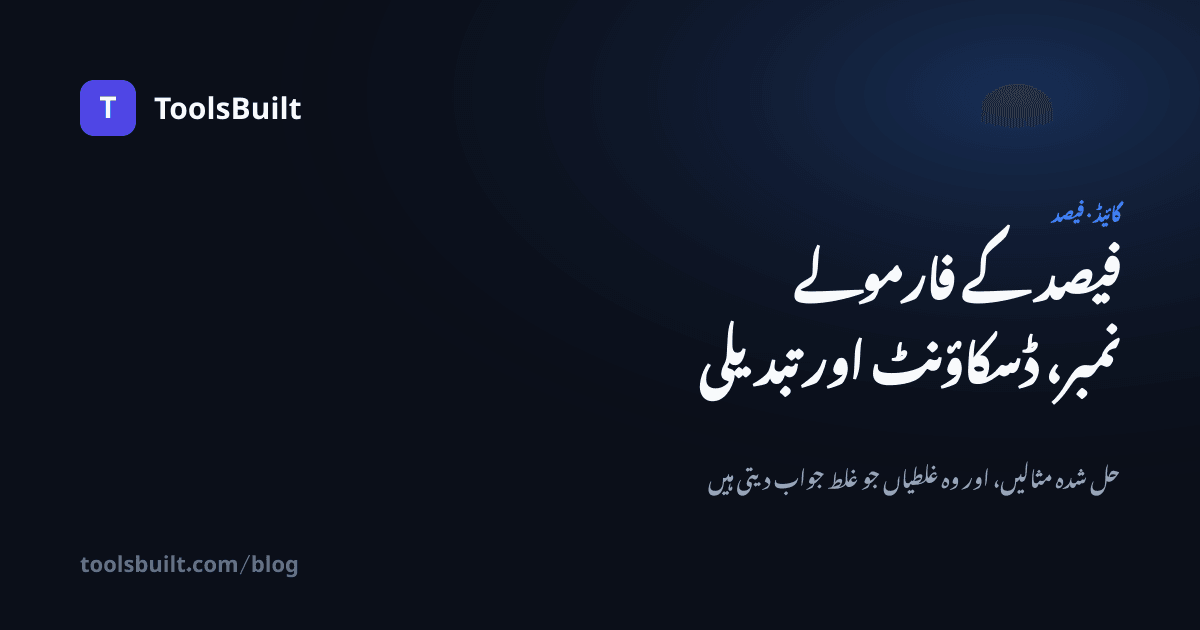 T ToolsBuilt
گائیڈ · فیصد
فیصد کے فارمولے
نمبر، ڈسکاؤنٹ اور تبدیلی
حل شدہ مثالیں، اور وہ غلطیاں جو غلط جواب دیتی ہیں
toolsbuilt.com/blog